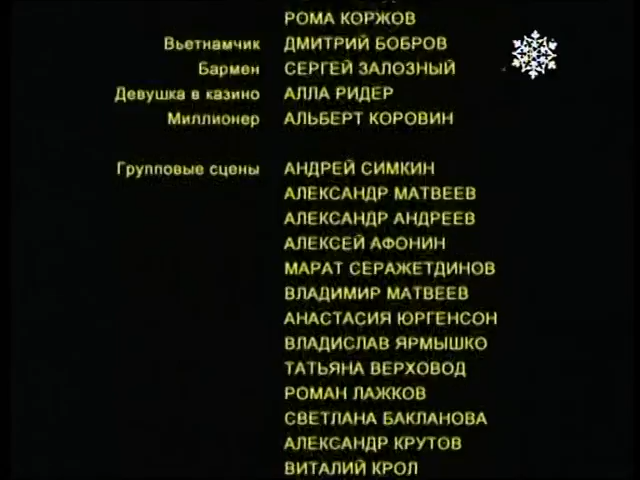 РОМА КОРЖОВ
Вьетнамчик ДМИТРИЙ БОБРОВ
Бармен СЕРГЕЙ ЗАЛОЗНЫЙ
Девушка в казино АЛЛА РИДЕР
Миллионер АЛЬБЕРТ КОРОВИН
Групповые сцены АНДРЕЙ СИМКИН
АЛЕКСАНДР МАТВЕЕВ
АЛЕКСАНДР АНДРЕЕВ
АЛЕКСЕЙ АФОНИН
МАРАТ СЕРАЖЕТДИНОВ
ВЛАДИМИР МАТВЕЕВ
АНАСТАСИЯ ЮРГЕНСОН
ВЛАДИСЛАВ ЯРМЫШКО
ТАТЬЯНА ВЕРХОВОД
РОМАН ЛАЖКОВ
СВЕТЛАНА БАКЛАНОВА
АЛЕКСАНДР КРУТОВ
ВИТАЛИЙ КРОЛ